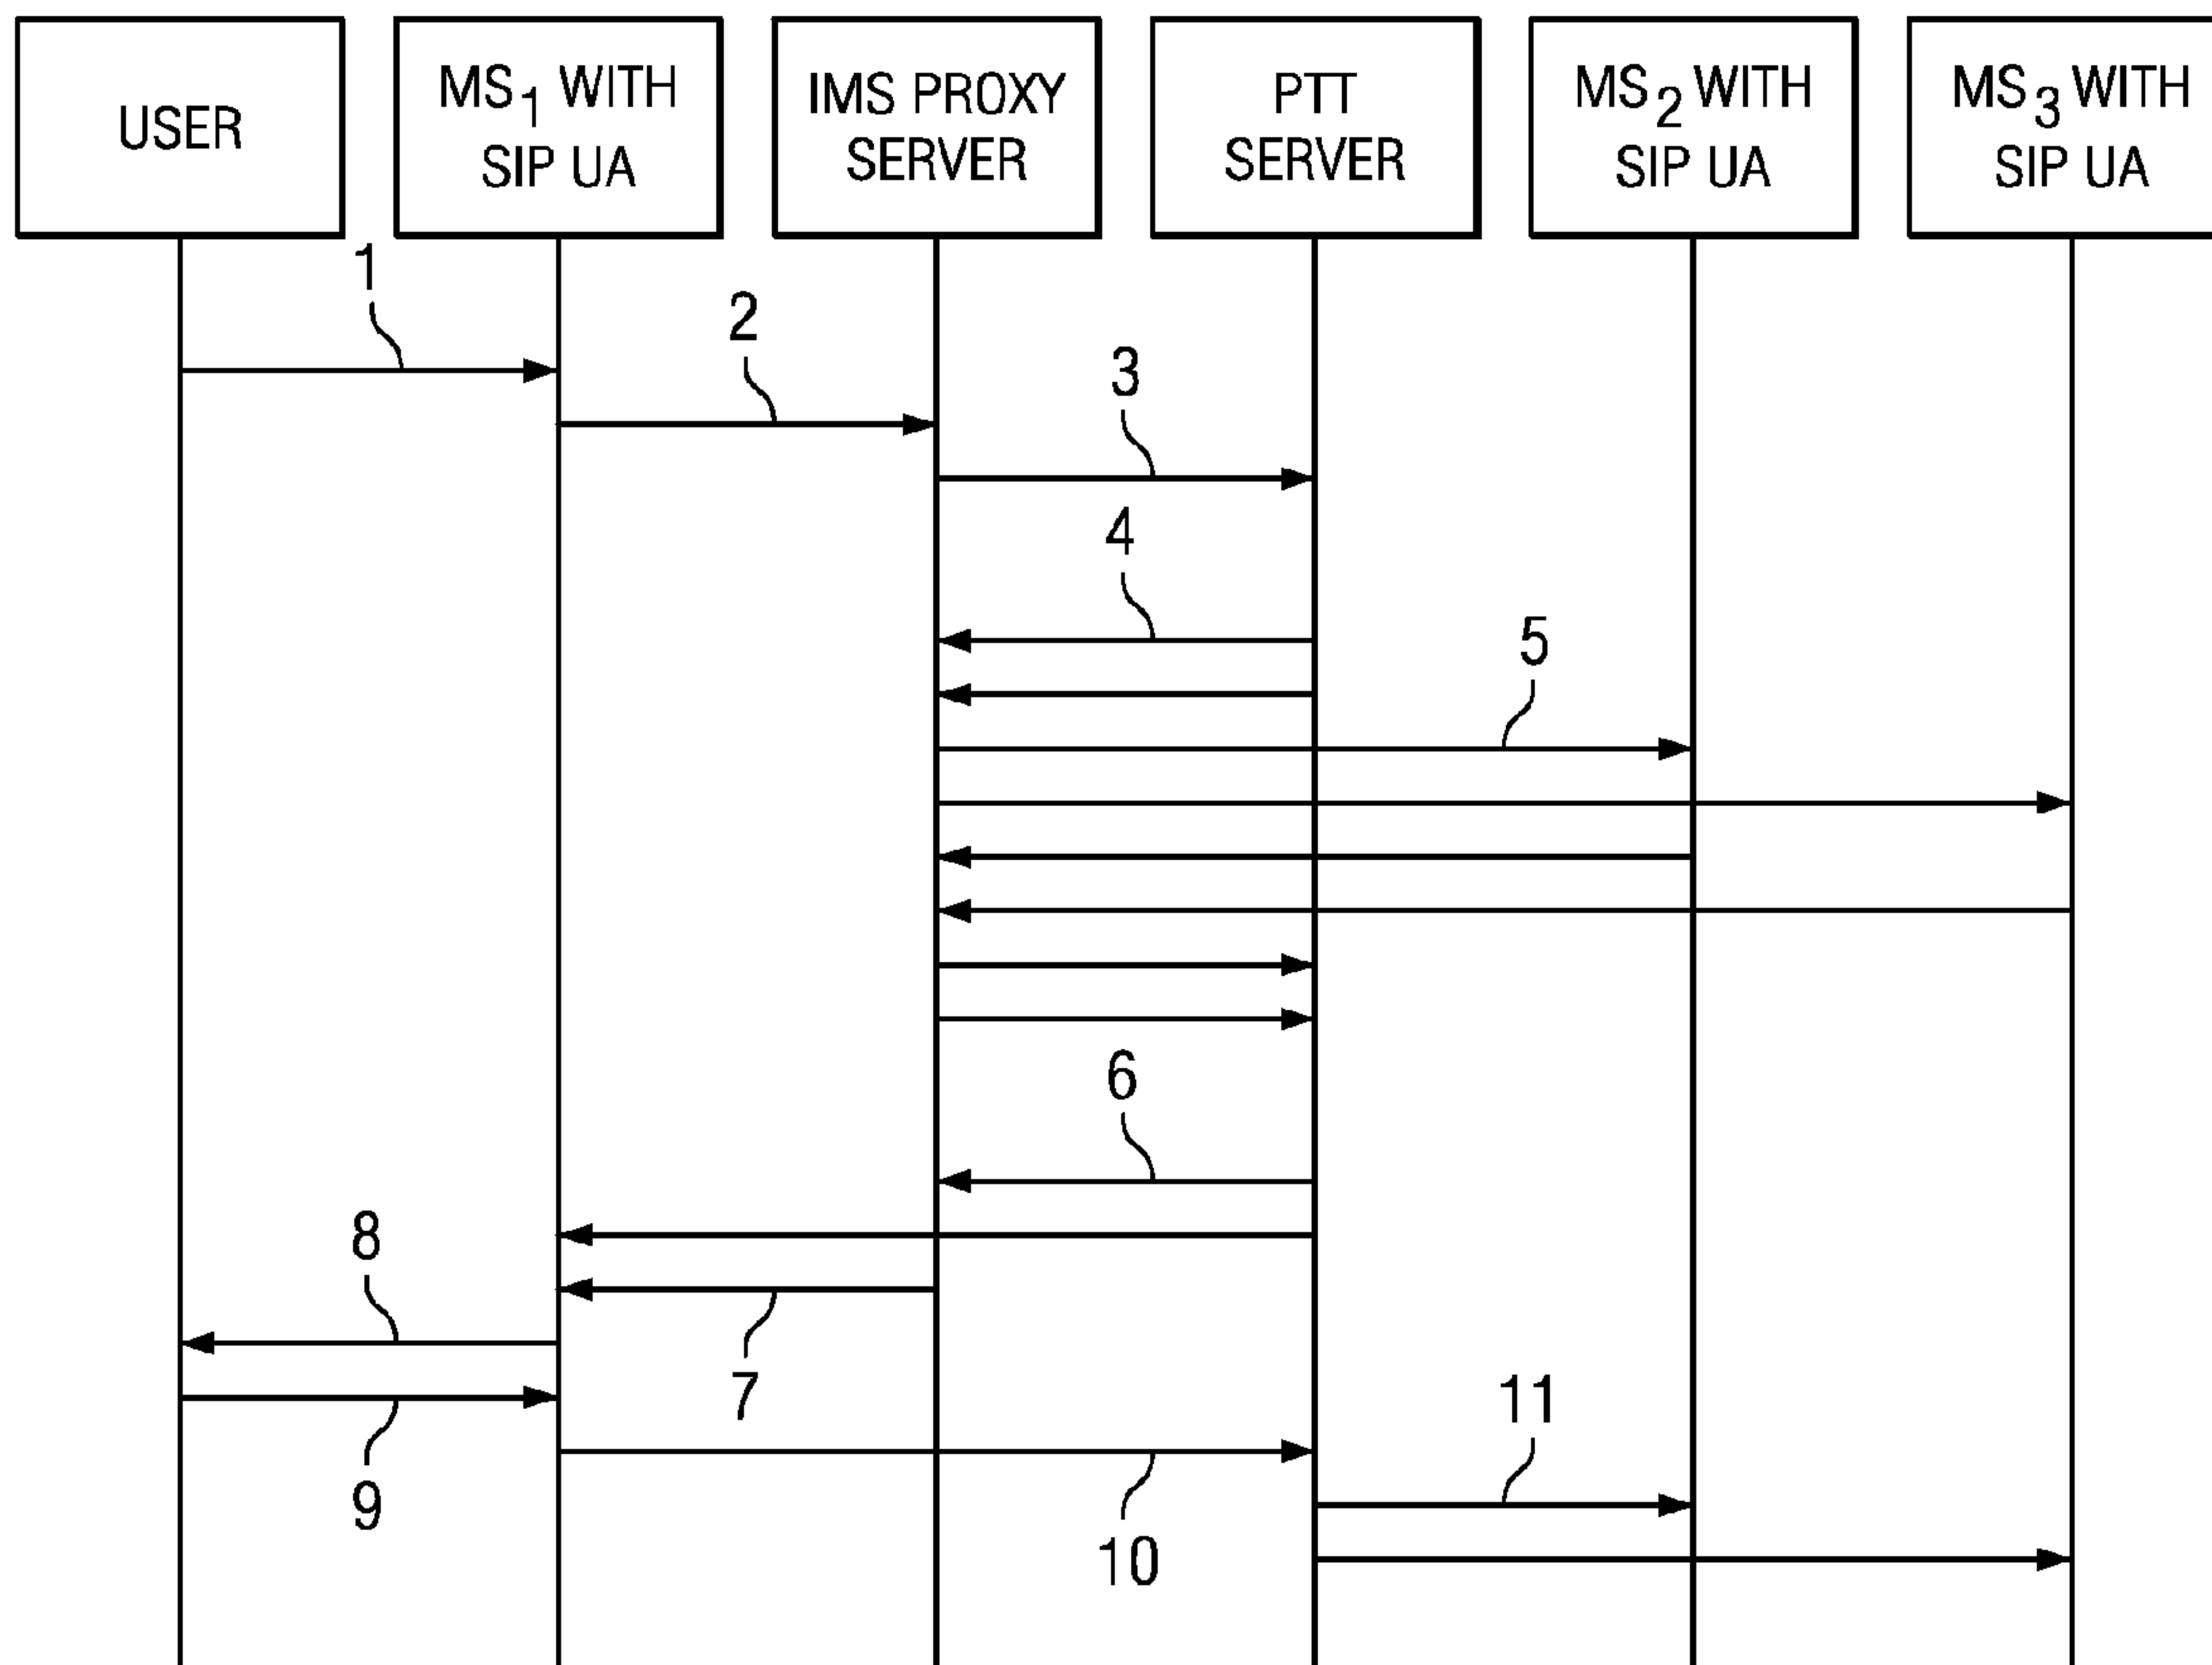 USER
MS1 WITH
SIP UA
IMS PROXY
SERVER
PTT
SERVER
MS2 WITH
SIP UA
MS3 WITH
SIP UA
1
2
3
4
5
6
8
7
9
11
10